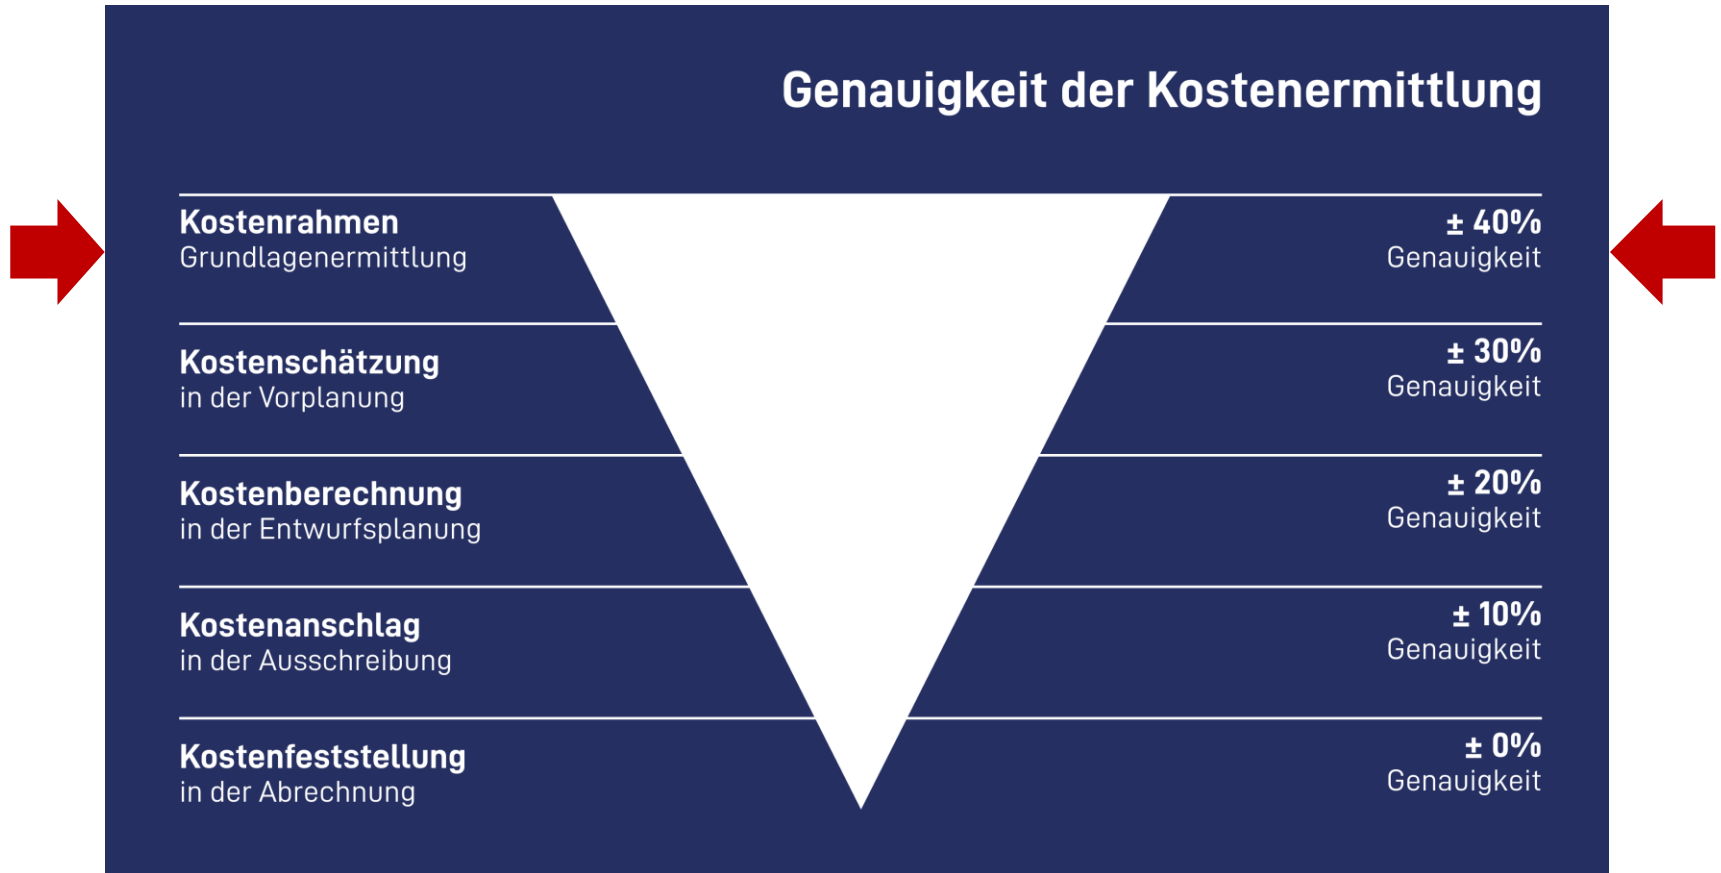 Genauigkeit der Kostenermittlung
Kostenrahmen
Grundlagenermittlung
± 40%
Genauigkeit
Kostenschätzung
in der Vorplanung
± 30%
Genauigkeit
Kostenberechnung
in der Entwurfsplanung
± 20%
Genauigkeit
Kostenanschlag
in der Ausschreibung
± 10%
Genauigkeit
Kostenfeststellung
in der Abrechnung
± 0%
Genauigkeit